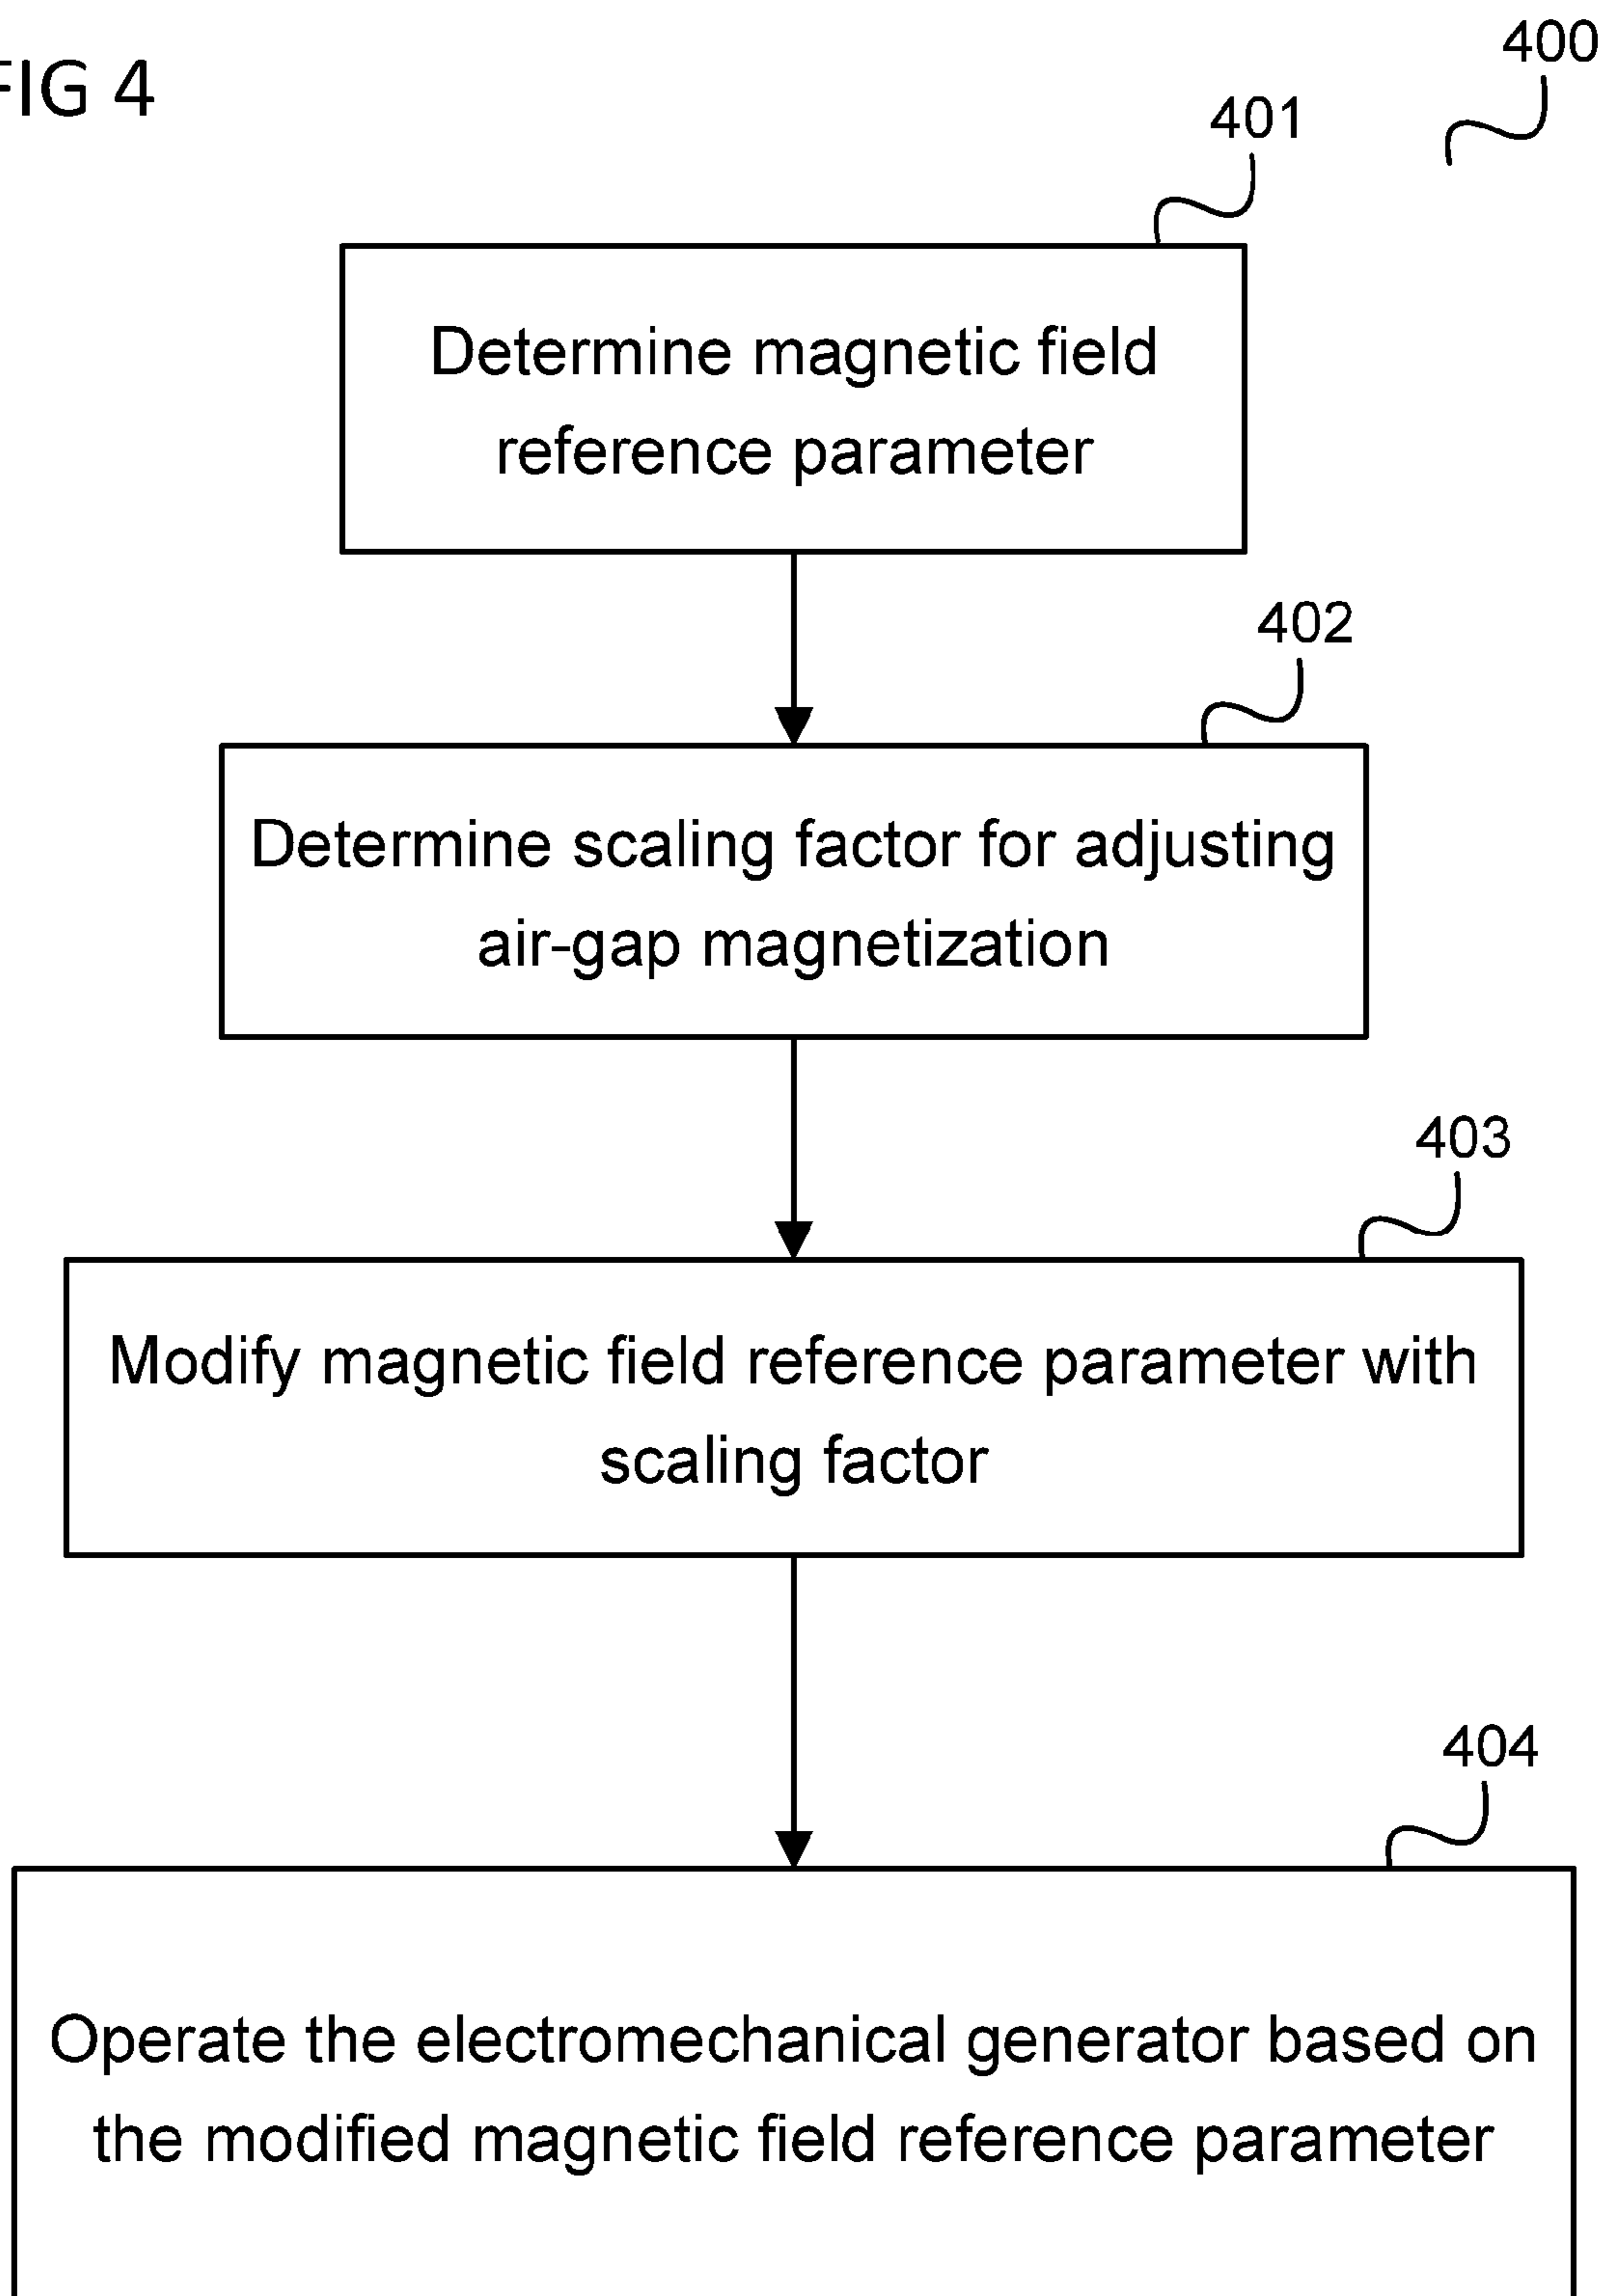 FIG 4
400
401
Determine magnetic field
reference parameter
402
Determine scaling factor for adjusting
air-gap magnetization
403
Modify magnetic field reference parameter with
scaling factor
404
Operate the electromechanical generator based on
the modified magnetic field reference parameter